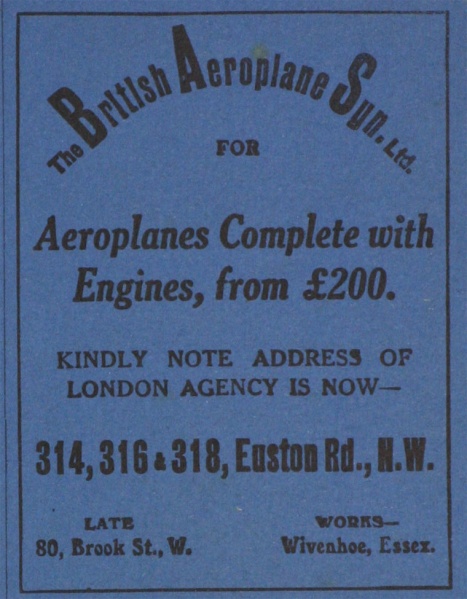 The British Aeroplane Syn. Ltd.
FOR
Aeroplanes Complete with
Engines, from £200.
KINDLY NOTE ADDRESS OF
LONDON AGENCY IS NOW—
314, 316 & 318, Euston Rd., N.W.
LATE
80, Brook St., W.
WORKS—
Wivenhoe, Essex.